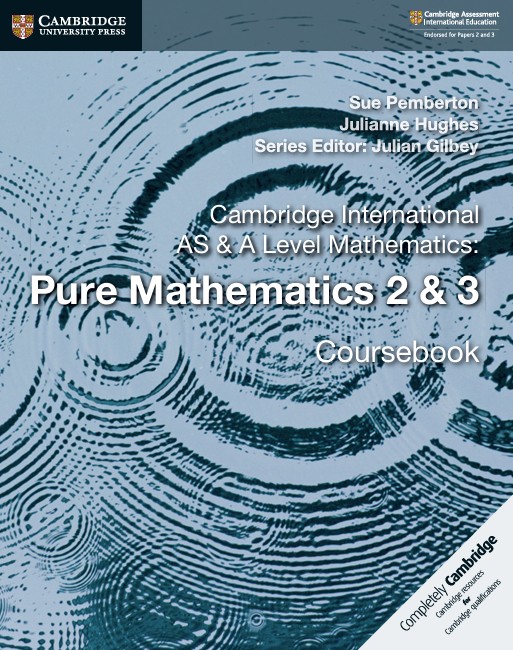 CAMBRIDGE
UNIVERSITY PRESS
Cambridge Assessment
International Education
Endorsed for Papers 2 and 3
Sue Pemberton
Julianne Hughes
Series Editor: Julian Gilbey
Cambridge International
AS & A Level Mathematics:
Pure Mathematics 2 & 3
Coursebook
Completely Cambridge
Cambridge resources
for
Cambridge qualifications